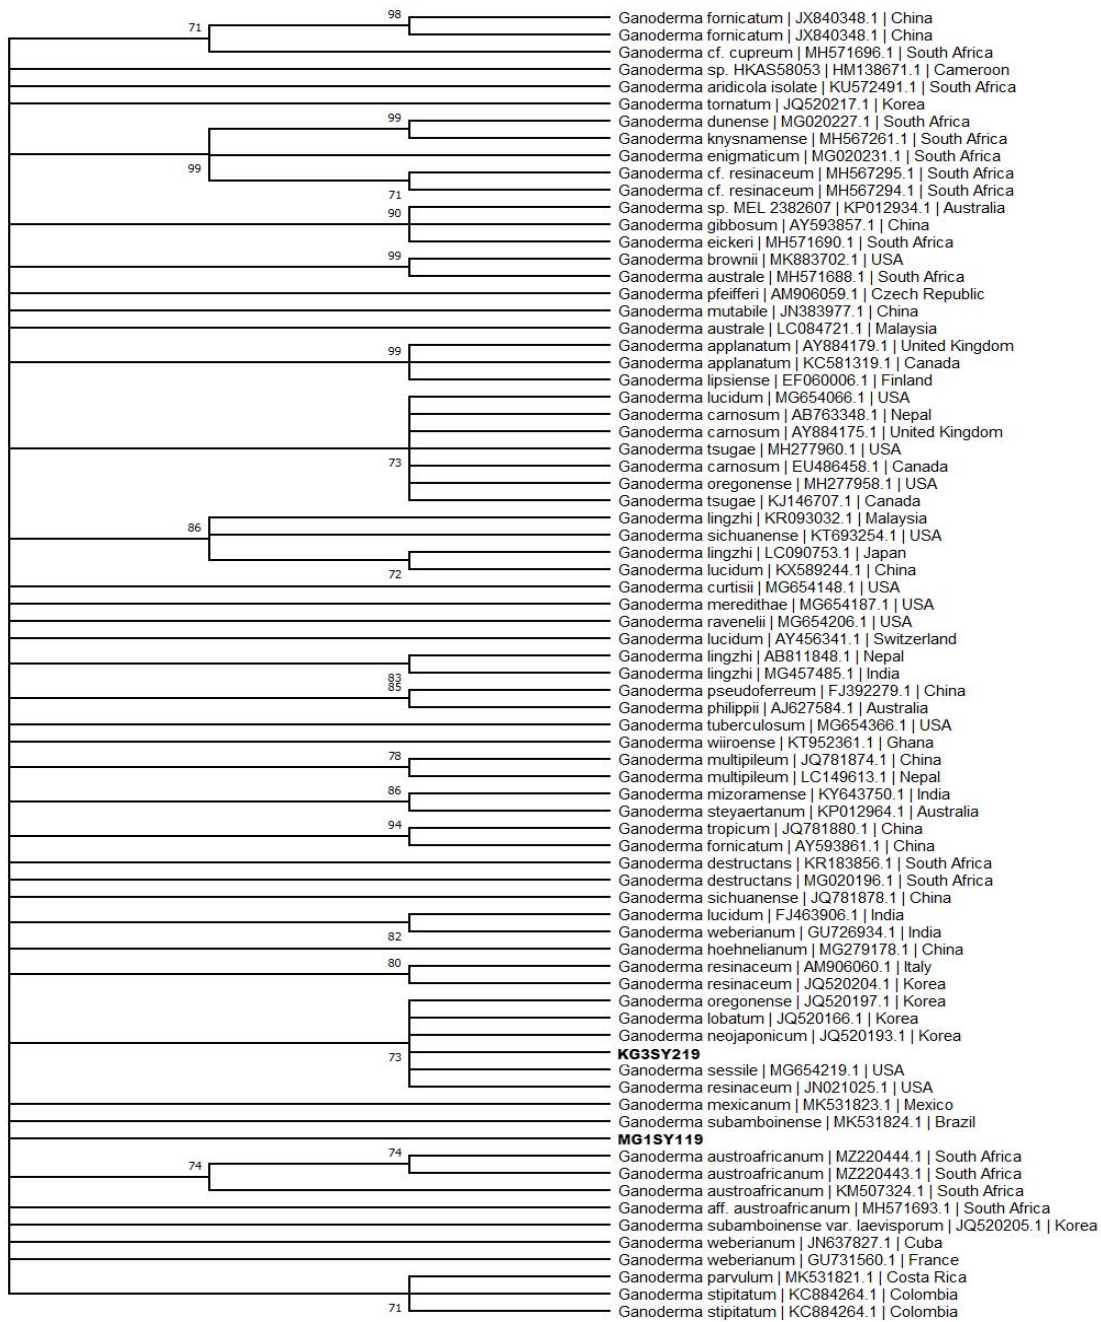 98
Ganoderma fornicatum | JX840348.1 | China
71
Ganoderma fornicatum | JX840348.1 | China
Ganoderma cf. cupreum | MH571696.1 | South Africa
Ganoderma sp. HKAS58053 | HM138671.1 | Cameroon
Ganoderma aridicola isolate | KU572491.1 | South Africa
Ganoderma tornatum | JQ520217.1 | Korea
99
Ganoderma dunense | MG020227.1 | South Africa
Ganoderma knysnamense | MH567261.1 | South Africa
Ganoderma enigmaticum | MG020231.1 | South Africa
99
Ganoderma cf. resinaceum | MH567295.1 | South Africa
71
Ganoderma cf. resinaceum | MH567294.1 | South Africa
Ganoderma sp. MEL 2382607 | KP012934.1 | Australia
90
Ganoderma gibbosum | AY593857.1 | China
Ganoderma eickeri | MH571690.1 | South Africa
99
Ganoderma brownii | MK883702.1 | USA
Ganoderma australe | MH571688.1 | South Africa
Ganoderma pfeifferi | AM906059.1 | Czech Republic
Ganoderma mutabile | JN383977.1 | China
Ganoderma australe | LC084721.1 | Malaysia
99
Ganoderma applanatum | AY884179.1 | United Kingdom
Ganoderma applanatum | KC581319.1 | Canada
Ganoderma lipsiense | EF060006.1 | Finland
Ganoderma lucidum | MG654066.1 | USA
Ganoderma carnosum | AB763348.1 | Nepal
Ganoderma carnosum | AY884175.1 | United Kingdom
Ganoderma tsugae | MH277960.1 | USA
73
Ganoderma carnosum | EU486458.1 | Canada
Ganoderma oregonense | MH277958.1 | USA
Ganoderma tsugae | KJ146707.1 | Canada
Ganoderma lingzhi | KR093032.1 | Malaysia
86
Ganoderma sichuanense | KT693254.1 | USA
Ganoderma lingzhi | LC090753.1 | Japan
72
Ganoderma lucidum | KX589244.1 | China
Ganoderma curtisii | MG654148.1 | USA
Ganoderma meredithae | MG654187.1 | USA
Ganoderma ravenelii | MG654206.1 | USA
Ganoderma lucidum | AY456341.1 | Switzerland
Ganoderma lingzhi | AB811848.1 | Nepal
83
Ganoderma lingzhi | MG457485.1 | India
85
Ganoderma pseudoferreum | FJ392279.1 | China
Ganoderma philippii | AJ627584.1 | Australia
Ganoderma tuberculosum | MG654366.1 | USA
Ganoderma wiiroense | KT952361.1 | Ghana
78
Ganoderma multipileum | JQ781874.1 | China
Ganoderma multipileum | LC149613.1 | Nepal
86
Ganoderma mizoramense | KY643750.1 | India
Ganoderma steyaertanum | KP012964.1 | Australia
94
Ganoderma tropicum | JQ781880.1 | China
Ganoderma fornicatum | AY593861.1 | China
Ganoderma destructans | KR183856.1 | South Africa
Ganoderma destructans | MG020196.1 | South Africa
Ganoderma sichuanense | JQ781878.1 | China
Ganoderma lucidum | FJ463906.1 | India
82
Ganoderma weberianum | GU726934.1 | India
Ganoderma hoehnelianum | MG279178.1 | China
80
Ganoderma resinaceum | AM906060.1 | Italy
Ganoderma resinaceum | JQ520204.1 | Korea
Ganoderma oregonense | JQ520197.1 | Korea
Ganoderma lobatum | JQ520166.1 | Korea
Ganoderma neojaponicum | JQ520193.1 | Korea
73
KG3SY219
Ganoderma sessile | MG654219.1 | USA
Ganoderma resinaceum | JN021025.1 | USA
Ganoderma mexicanum | MK531823.1 | Mexico
Ganoderma subamboinense | MK531824.1 | Brazil
MG1SY119
74
Ganoderma austroafricanum | MZ220444.1 | South Africa
74
Ganoderma austroafricanum | MZ220443.1 | South Africa
Ganoderma austroafricanum | KM507324.1 | South Africa
Ganoderma aff. austroafricanum | MH571693.1 | South Africa
Ganoderma subamboinense var. laevisporum | JQ520205.1 | Korea
Ganoderma weberianum | JN637827.1 | Cuba
Ganoderma weberianum | GU731560.1 | France
Ganoderma parvulum | MK531821.1 | Costa Rica
Ganoderma stipitatum | KC884264.1 | Colombia
71
Ganoderma stipitatum | KC884264.1 | Colombia